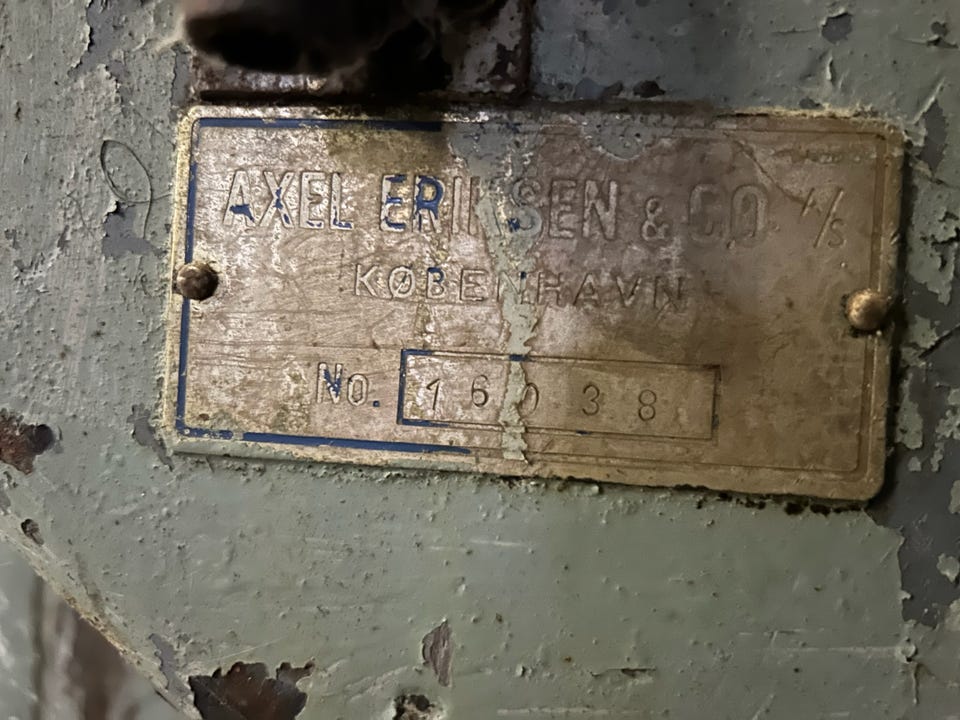 AXEL ERIKSEN & CO A/S
KØBENHAVN
No. 16038